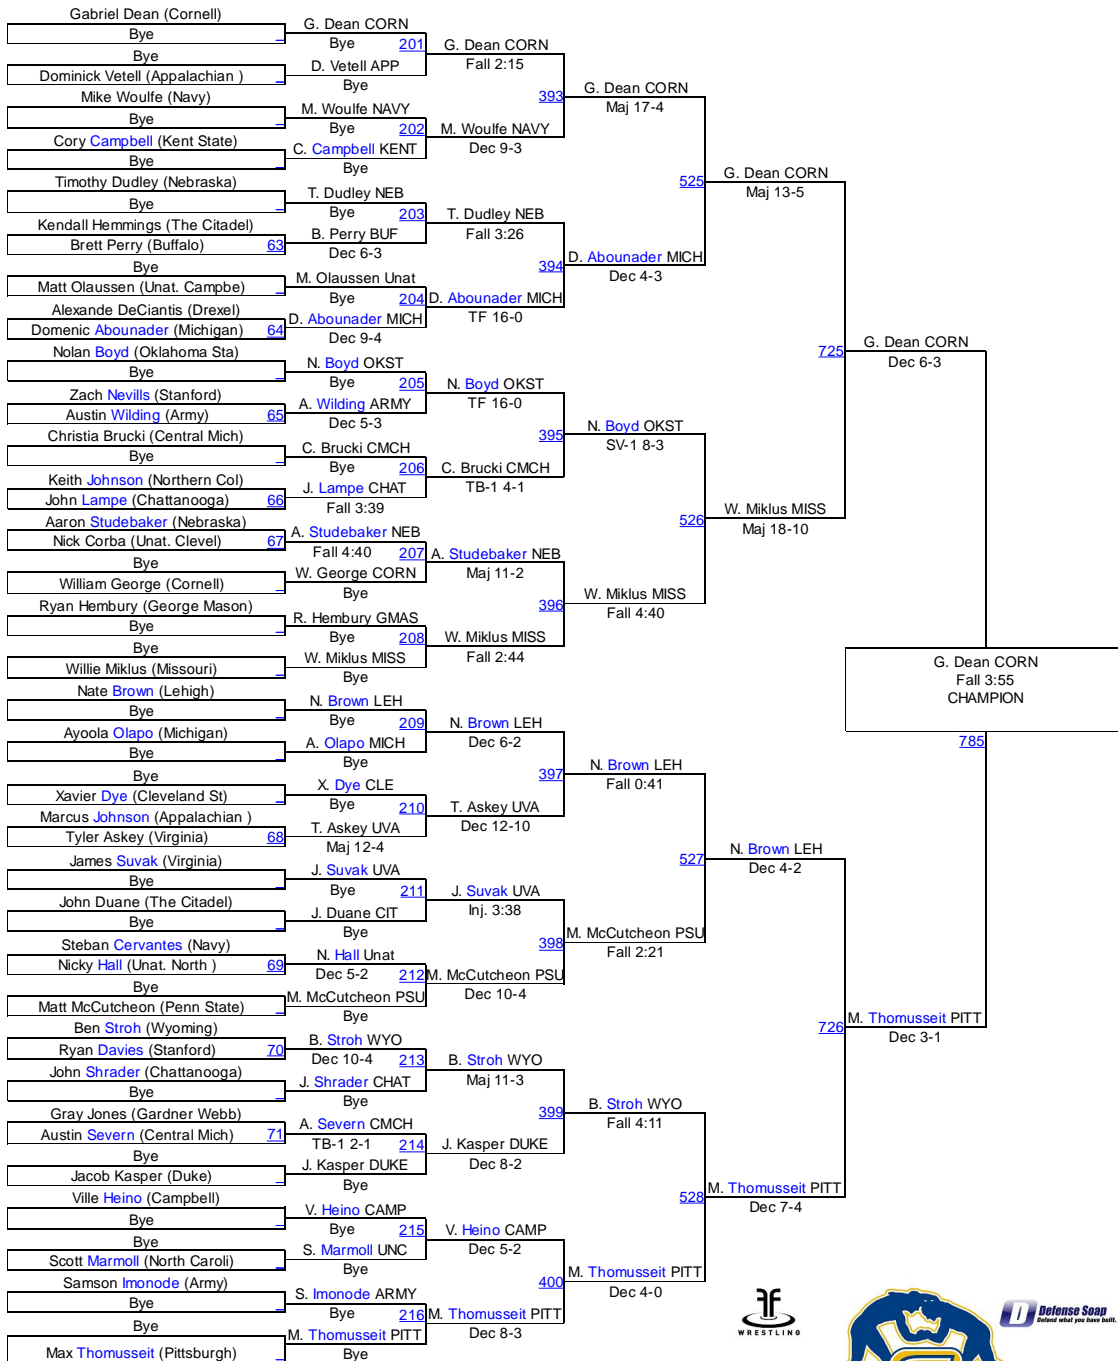 Gabriel Dean (Cornell)
Bye
Bye
Dominick Vetell (Appalachian )
Mike Woulfe (Navy)
Bye
Cory Campbell (Kent State)
Bye
Timothy Dudley (Nebraska)
Bye
Kendall Hemmings (The Citadel)
Brett Perry (Buffalo) 63
Bye
Matt Olaussen (Unat. Campbe)
Alexande DeCiantis (Drexel)
Domenic Abounader (Michigan) 64
Nolan Boyd (Oklahoma Sta)
Bye
Zach Nevills (Stanford)
Austin Wilding (Army) 65
Christia Brucki (Central Mich)
Bye
Keith Johnson (Northern Col)
John Lampe (Chattanooga) 66
Aaron Studebaker (Nebraska)
Nick Corba (Unat. Clevel) 67
Bye
William George (Cornell)
Ryan Hembury (George Mason)
Bye
Bye
Willie Miklus (Missouri)
Nate Brown (Lehigh)
Bye
Ayoola Olapo (Michigan)
Bye
Bye
Xavier Dye (Cleveland St)
Marcus Johnson (Appalachian )
Tyler Askey (Virginia) 68
James Suvak (Virginia)
Bye
John Duane (The Citadel)
Bye
Steban Cervantes (Navy)
Nicky Hall (Unat. North ) 69
Bye
Matt McCutcheon (Penn State)
Ben Stroh (Wyoming)
Ryan Davies (Stanford) 70
John Shrader (Chattanooga)
Bye
Gray Jones (Gardner Webb)
Austin Severn (Central Mich) 71
Bye
Jacob Kasper (Duke)
Ville Heino (Campbell)
Bye
Bye
Scott Marmoll (North Caroli)
Samson Imonode (Army)
Bye
Bye
Max Thomusseit (Pittsburgh)
G. Dean CORN
Bye 201
D. Vetell APP
Bye
M. Woulfe NAVY
Bye 202
C. Campbell KENT
Bye
T. Dudley NEB
Bye 203
B. Perry BUF
Dec 6-3
M. Olaussen Unat
Bye 204
D. Abounader MICH
Dec 9-4
N. Boyd OKST
Bye 205
A. Wilding ARMY
Dec 5-3
C. Brucki CMCH
Bye 206
J. Lampe CHAT
Fall 3:39
A. Studebaker NEB
Fall 4:40 207
W. George CORN
Bye
R. Hembury GMAS
Bye 208
W. Miklus MISS
Bye
N. Brown LEH
Bye 209
A. Olapo MICH
Bye
X. Dye CLE
Bye 210
T. Askey UVA
Maj 12-4
J. Suvak UVA
Bye 211
J. Duane CIT
Bye
N. Hall Unat
Dec 5-2 212
M. McCutcheon PSU
Bye
B. Stroh WYO
Dec 10-4 213
J. Shrader CHAT
Bye
A. Severn CMCH
TB-1 2-1 214
J. Kasper DUKE
Bye
V. Heino CAMP
Bye 215
S. Marmoll UNC
Bye
S. Imonode ARMY
Bye 216
M. Thomusseit PITT
Bye
G. Dean CORN
Fall 2:15
393
M. Woulfe NAVY
Dec 9-3
T. Dudley NEB
Fall 3:26
394
D. Abounader MICH
TF 16-0
N. Boyd OKST
TF 16-0
395
C. Brucki CMCH
TB-1 4-1
A. Studebaker NEB
Maj 11-2
396
W. Miklus MISS
Fall 2:44
N. Brown LEH
Dec 6-2
397
T. Askey UVA
Dec 12-10
J. Suvak UVA
Inj. 3:38
398
M. McCutcheon PSU
Dec 10-4
B. Stroh WYO
Maj 11-3
399
J. Kasper DUKE
Dec 8-2
V. Heino CAMP
Dec 5-2
400
M. Thomusseit PITT
Dec 8-3
G. Dean CORN
Maj 17-4
525
D. Abounader MICH
Dec 4-3
N. Boyd OKST
SV-1 8-3
526
W. Miklus MISS
Fall 4:40
N. Brown LEH
Fall 0:41
527
M. McCutcheon PSU
Fall 2:21
B. Stroh WYO
Fall 4:11
528
M. Thomusseit PITT
Dec 4-0
G. Dean CORN
Maj 13-5
725
W. Miklus MISS
Maj 18-10
N. Brown LEH
Dec 4-2
726
M. Thomusseit PITT
Dec 7-4
G. Dean CORN
Dec 6-3
G. Dean CORN
Fall 3:55
CHAMPION
785
M. Thomusseit PITT
Dec 3-1
WRESTLING
D Defense Soap
Defend what you have built.